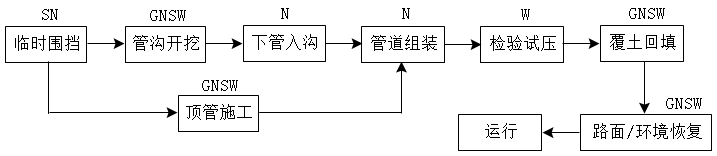 SN GNSW N N W GNSW
临时围挡 管沟开挖 下管入沟 管道组装 检验试压 覆土回填
GNSW
顶管施工
GNSW
运行 路面/环境恢复